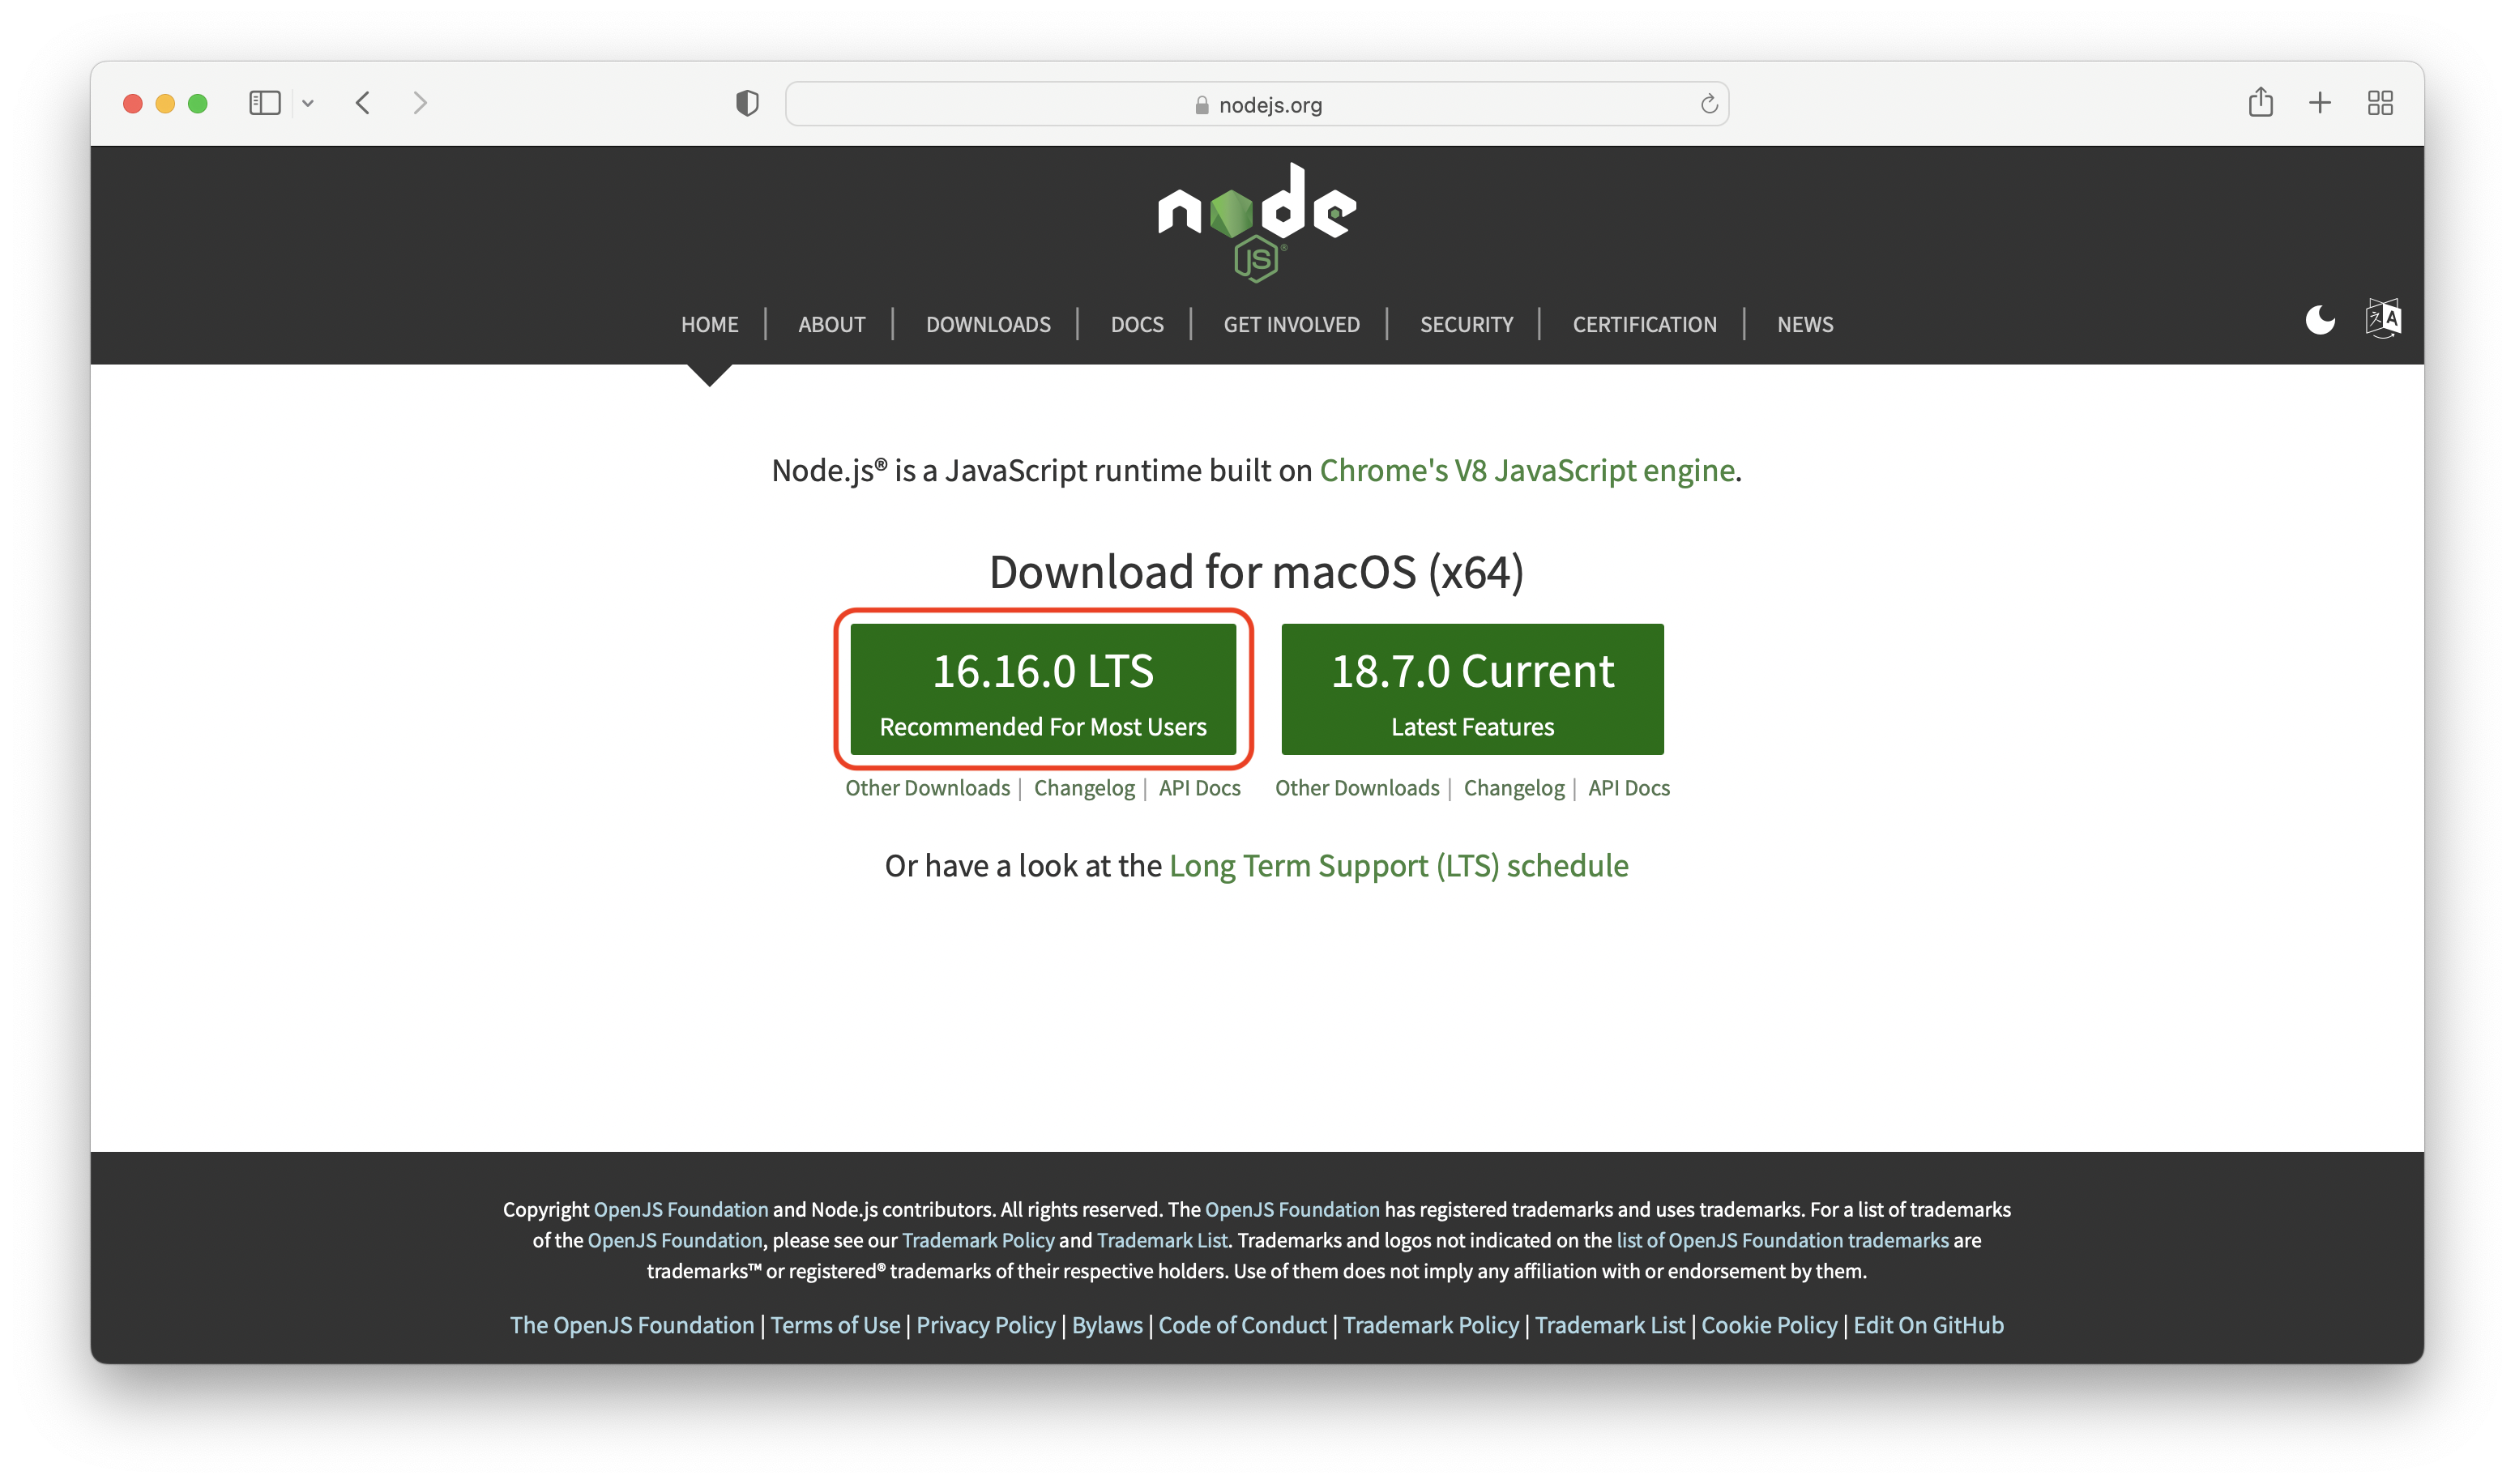 nodejs.org
node
JS®
HOME | ABOUT | DOWNLOADS | DOCS | GET INVOLVED | SECURITY | CERTIFICATION | NEWS
Node.js® is a JavaScript runtime built on Chrome's V8 JavaScript engine.
Download for macOS (x64)
16.16.0 LTS
Recommended For Most Users
18.7.0 Current
Latest Features
Other Downloads | Changelog | API Docs
Other Downloads | Changelog | API Docs
Or have a look at the Long Term Support (LTS) schedule
Copyright OpenJS Foundation and Node.js contributors. All rights reserved. The OpenJS Foundation has registered trademarks and uses trademarks. For a list of trademarks
of the OpenJS Foundation, please see our Trademark Policy and Trademark List. Trademarks and logos not indicated on the list of OpenJS Foundation trademarks are
trademarks™ or registered® trademarks of their respective holders. Use of them does not imply any affiliation with or endorsement by them.
The OpenJS Foundation | Terms of Use | Privacy Policy | Bylaws | Code of Conduct | Trademark Policy | Trademark List | Cookie Policy | Edit On GitHub